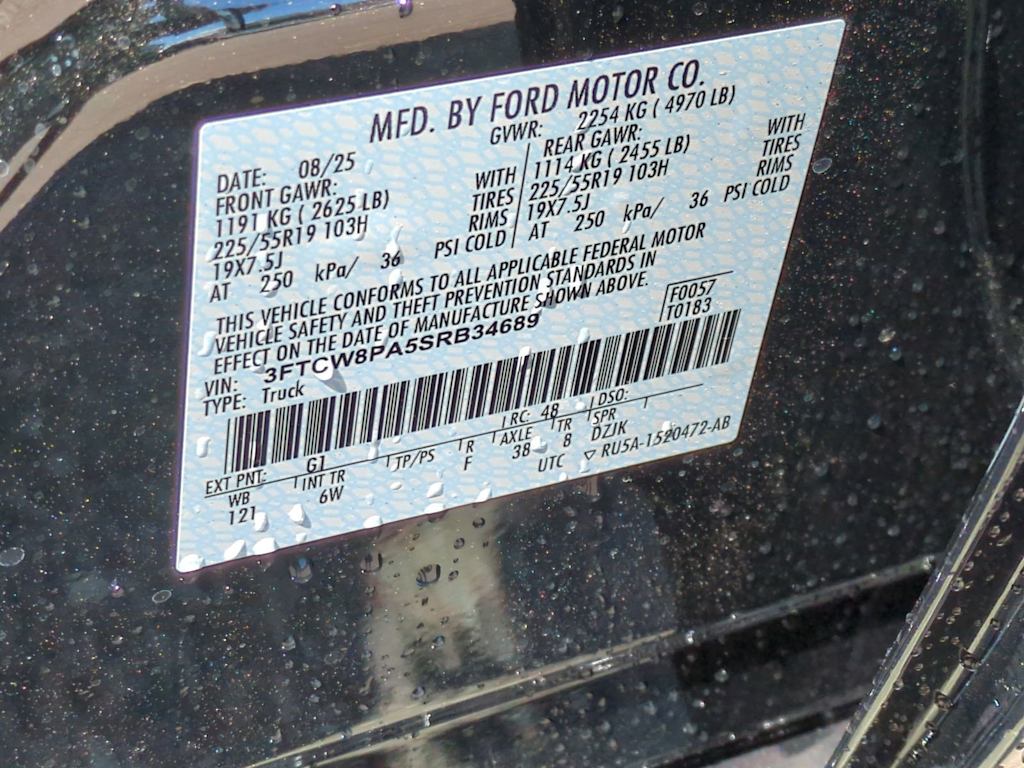 MFD. BY FORD MOTOR CO.
DATE: 08/25 GVWR: 2254 KG ( 4970 LB)
FRONT GAWR: REAR GAWR:
1191 KG ( 2625 LB) WITH 1114 KG ( 2455 LB) WITH
225/55R19 103H TIRES 225/55R19 103H TIRES
19X7.5J RIMS 19X7.5J RIMS
AT 250 kPa/ 36 PSI COLD AT 250 kPa/ 36 PSI COLD
THIS VEHICLE CONFORMS TO ALL APPLICABLE FEDERAL MOTOR
VEHICLE SAFETY AND THEFT PREVENTION STANDARDS IN
EFFECT ON THE DATE OF MANUFACTURE SHOWN ABOVE.
VIN: 3FTCW8PA5SRB34689 F0057
TYPE: Truck T0183
EXT PNT: G1 RC: 48 DSO:
WB INT TR TP/PS R AXLE TR SPR
121 6W F 38 8 DZJK
UTC ▽ RU5A-1520472-AB